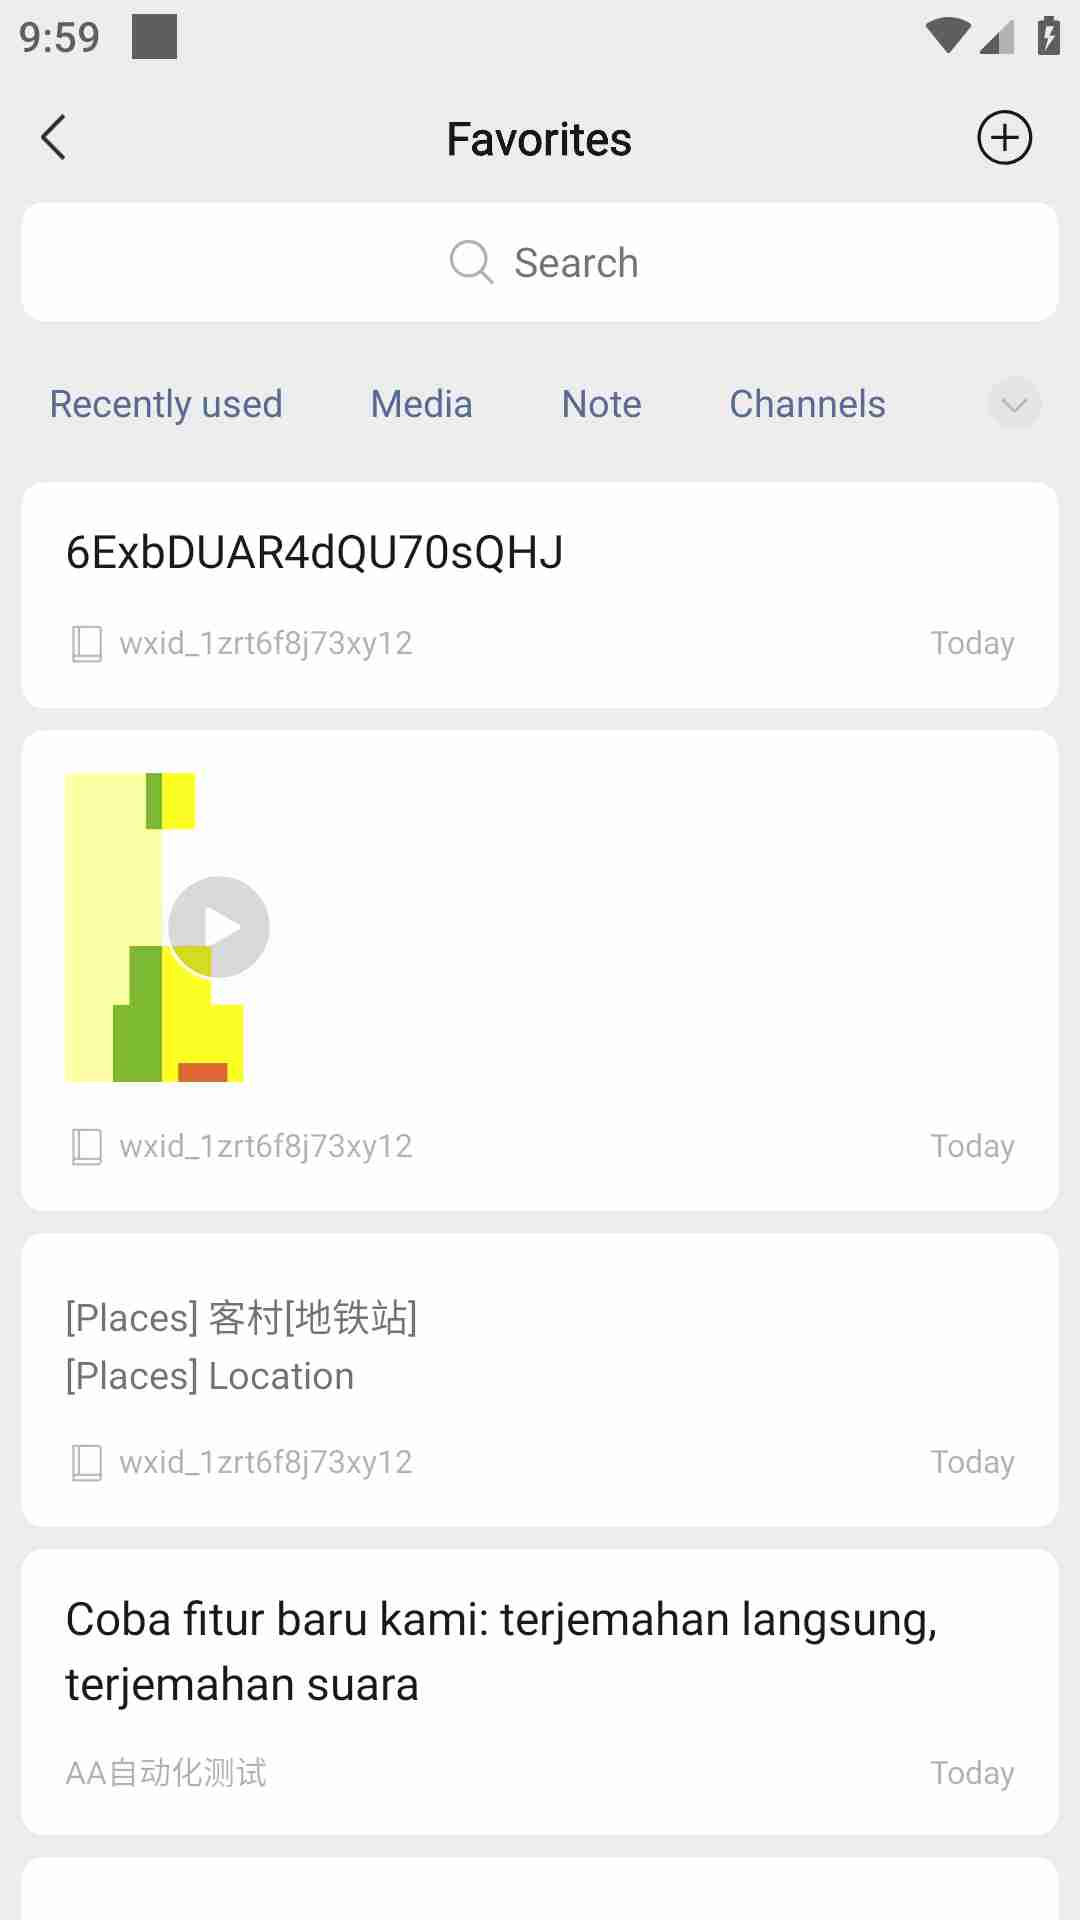 9:59
Favorites
Search
Recently used
Media
Note
Channels
6ExbDUAR4dQU70sQHJ
wxid_1zrt6f8j73xy12
Today
wxid_1zrt6f8j73xy12
Today
[Places] 客村[地铁站]
[Places] Location
wxid_1zrt6f8j73xy12
Today
Coba fitur baru kami: terjemahan langsung,
terjemahan suara
AA自动化测试
Today